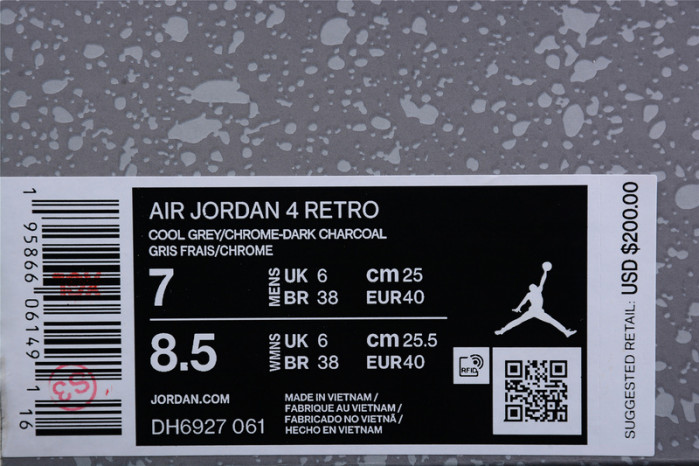 AIR JORDAN 4 RETRO
COOL GREY/CHROME-DARK CHARCOAL
GRIS FRAIS/CHROME
7 MENS UK 6 cm 25
BR 38 EUR 40
8.5 WMNS UK 6 cm 25.5
BR 38 EUR 40
RFID
JORDAN.COM
DH6927 061
MADE IN VIETNAM /
FABRIQUE AU VIETNAM /
FABRICADO NO VIETNÃ /
HECHO EN VIETNAM
SUGGESTED RETAIL: USD $200.00
1 95866 06149 1 16
53